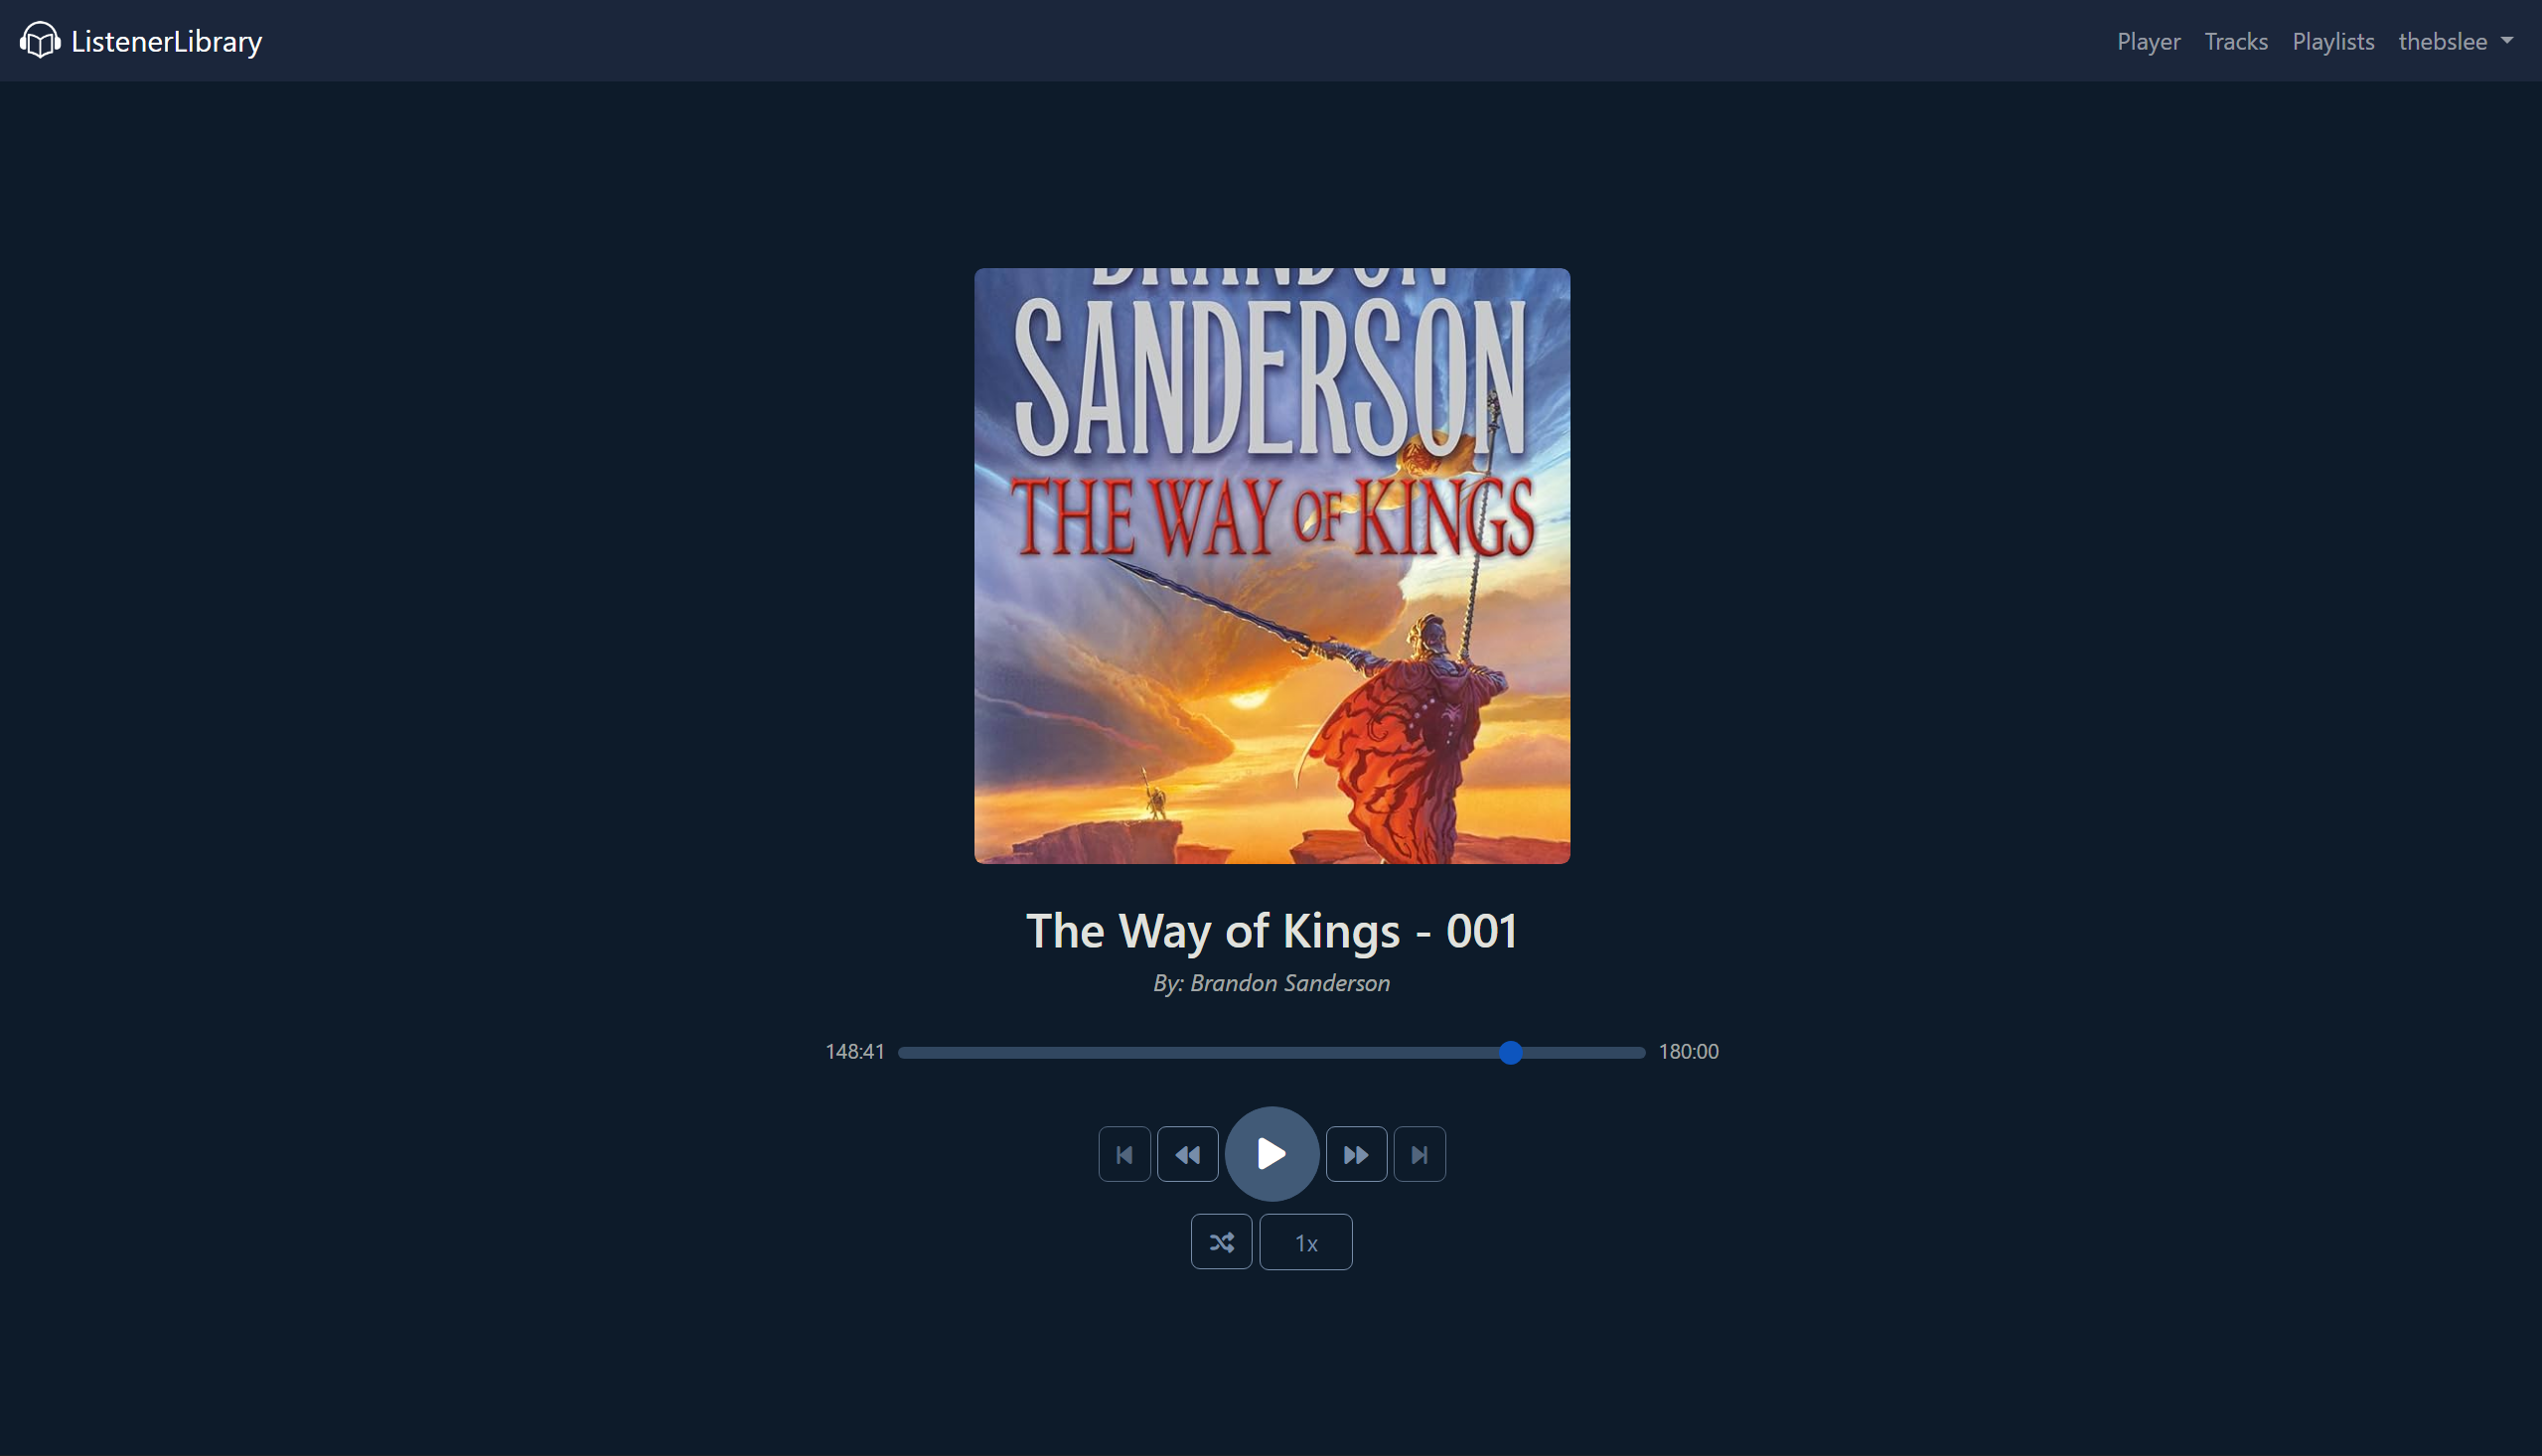 ListenerLibrary
Player Tracks Playlists thebslee
BRANDON
SANDERSON
THE WAY OF KINGS
The Way of Kings - 001
By: Brandon Sanderson
148:41 180:00
1x